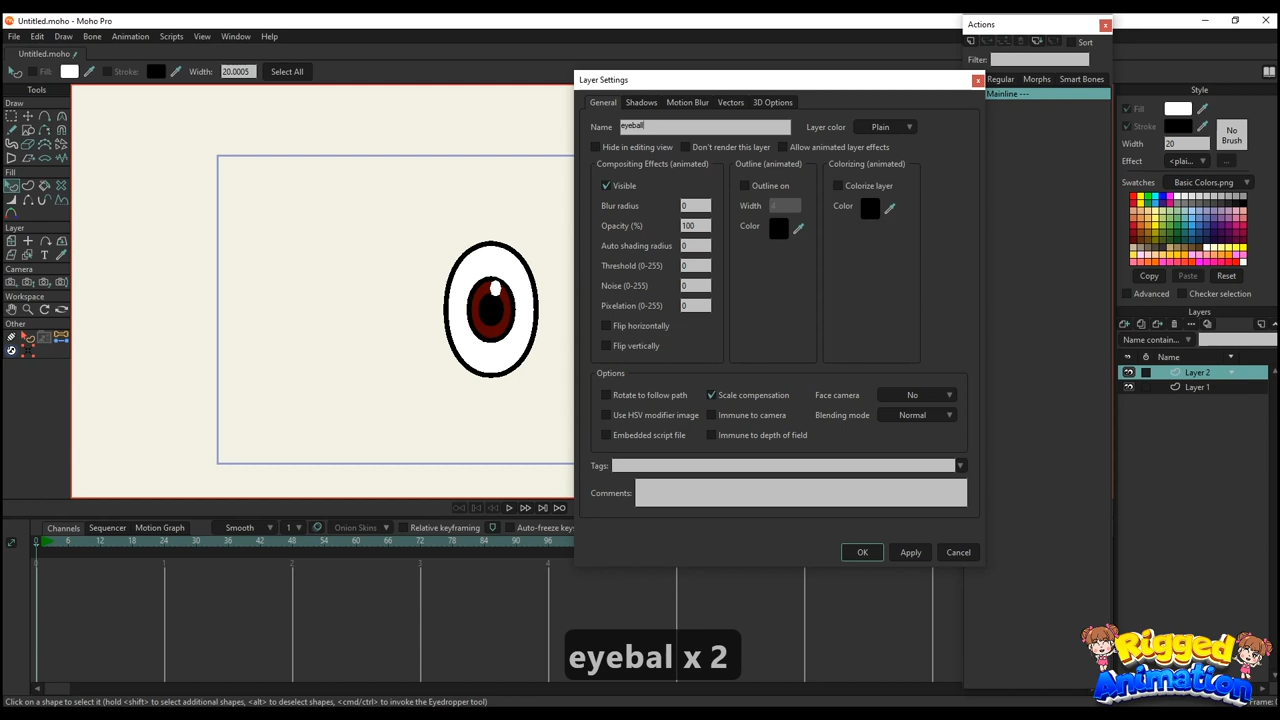 Untitled.moho - Moho Pro
File Edit Draw Bone Animation Scripts View Window Help
Untitled.moho
Fill: Stroke: Width: 20.0005 Select All
Tools
Draw
Fill
Layer
Camera
Workspace
Other
Layer Settings
General Shadows Motion Blur Vectors 3D Options
Name eyeball Layer color Plain
Hide in editing view Don't render this layer Allow animated layer effects
Compositing Effects (animated) Outline (animated) Colorizing (animated)
Visible Outline on Colorize layer
Blur radius 0 Width 4 Color
Opacity (%) 100 Color
Auto shading radius 0
Threshold (0-255) 0
Noise (0-255) 0
Pixelation (0-255) 0
Flip horizontally
Flip vertically
Options
Rotate to follow path Scale compensation Face camera No
Use HSV modifier image Immune to camera Blending mode Normal
Embedded script file Immune to depth of field
Tags:
Comments:
OK Apply Cancel
Actions
Sort
Filter:
Regular Morphs Smart Bones
Mainline ---
Style
Fill
Stroke
No Brush
Width 20
Effect <plai... ...
Swatches Basic Colors.png
Copy Paste Reset
Advanced Checker selection
Layers
Name contain...
Name
Layer 2
Layer 1
Channels Sequencer Motion Graph Smooth 1 Onion Skins Relative keyframing Auto-freeze keys
0 6 12 18 24 30 36 42 48 54 60 66 72 78 84 90 96
0 1 2 3 4
eyebal x 2
Rigged
Animation
Click on a shape to select it (hold <shift> to select additional shapes, <alt> to deselect shapes, <cmd/ctrl> to invoke the Eyedropper tool)
Frame: